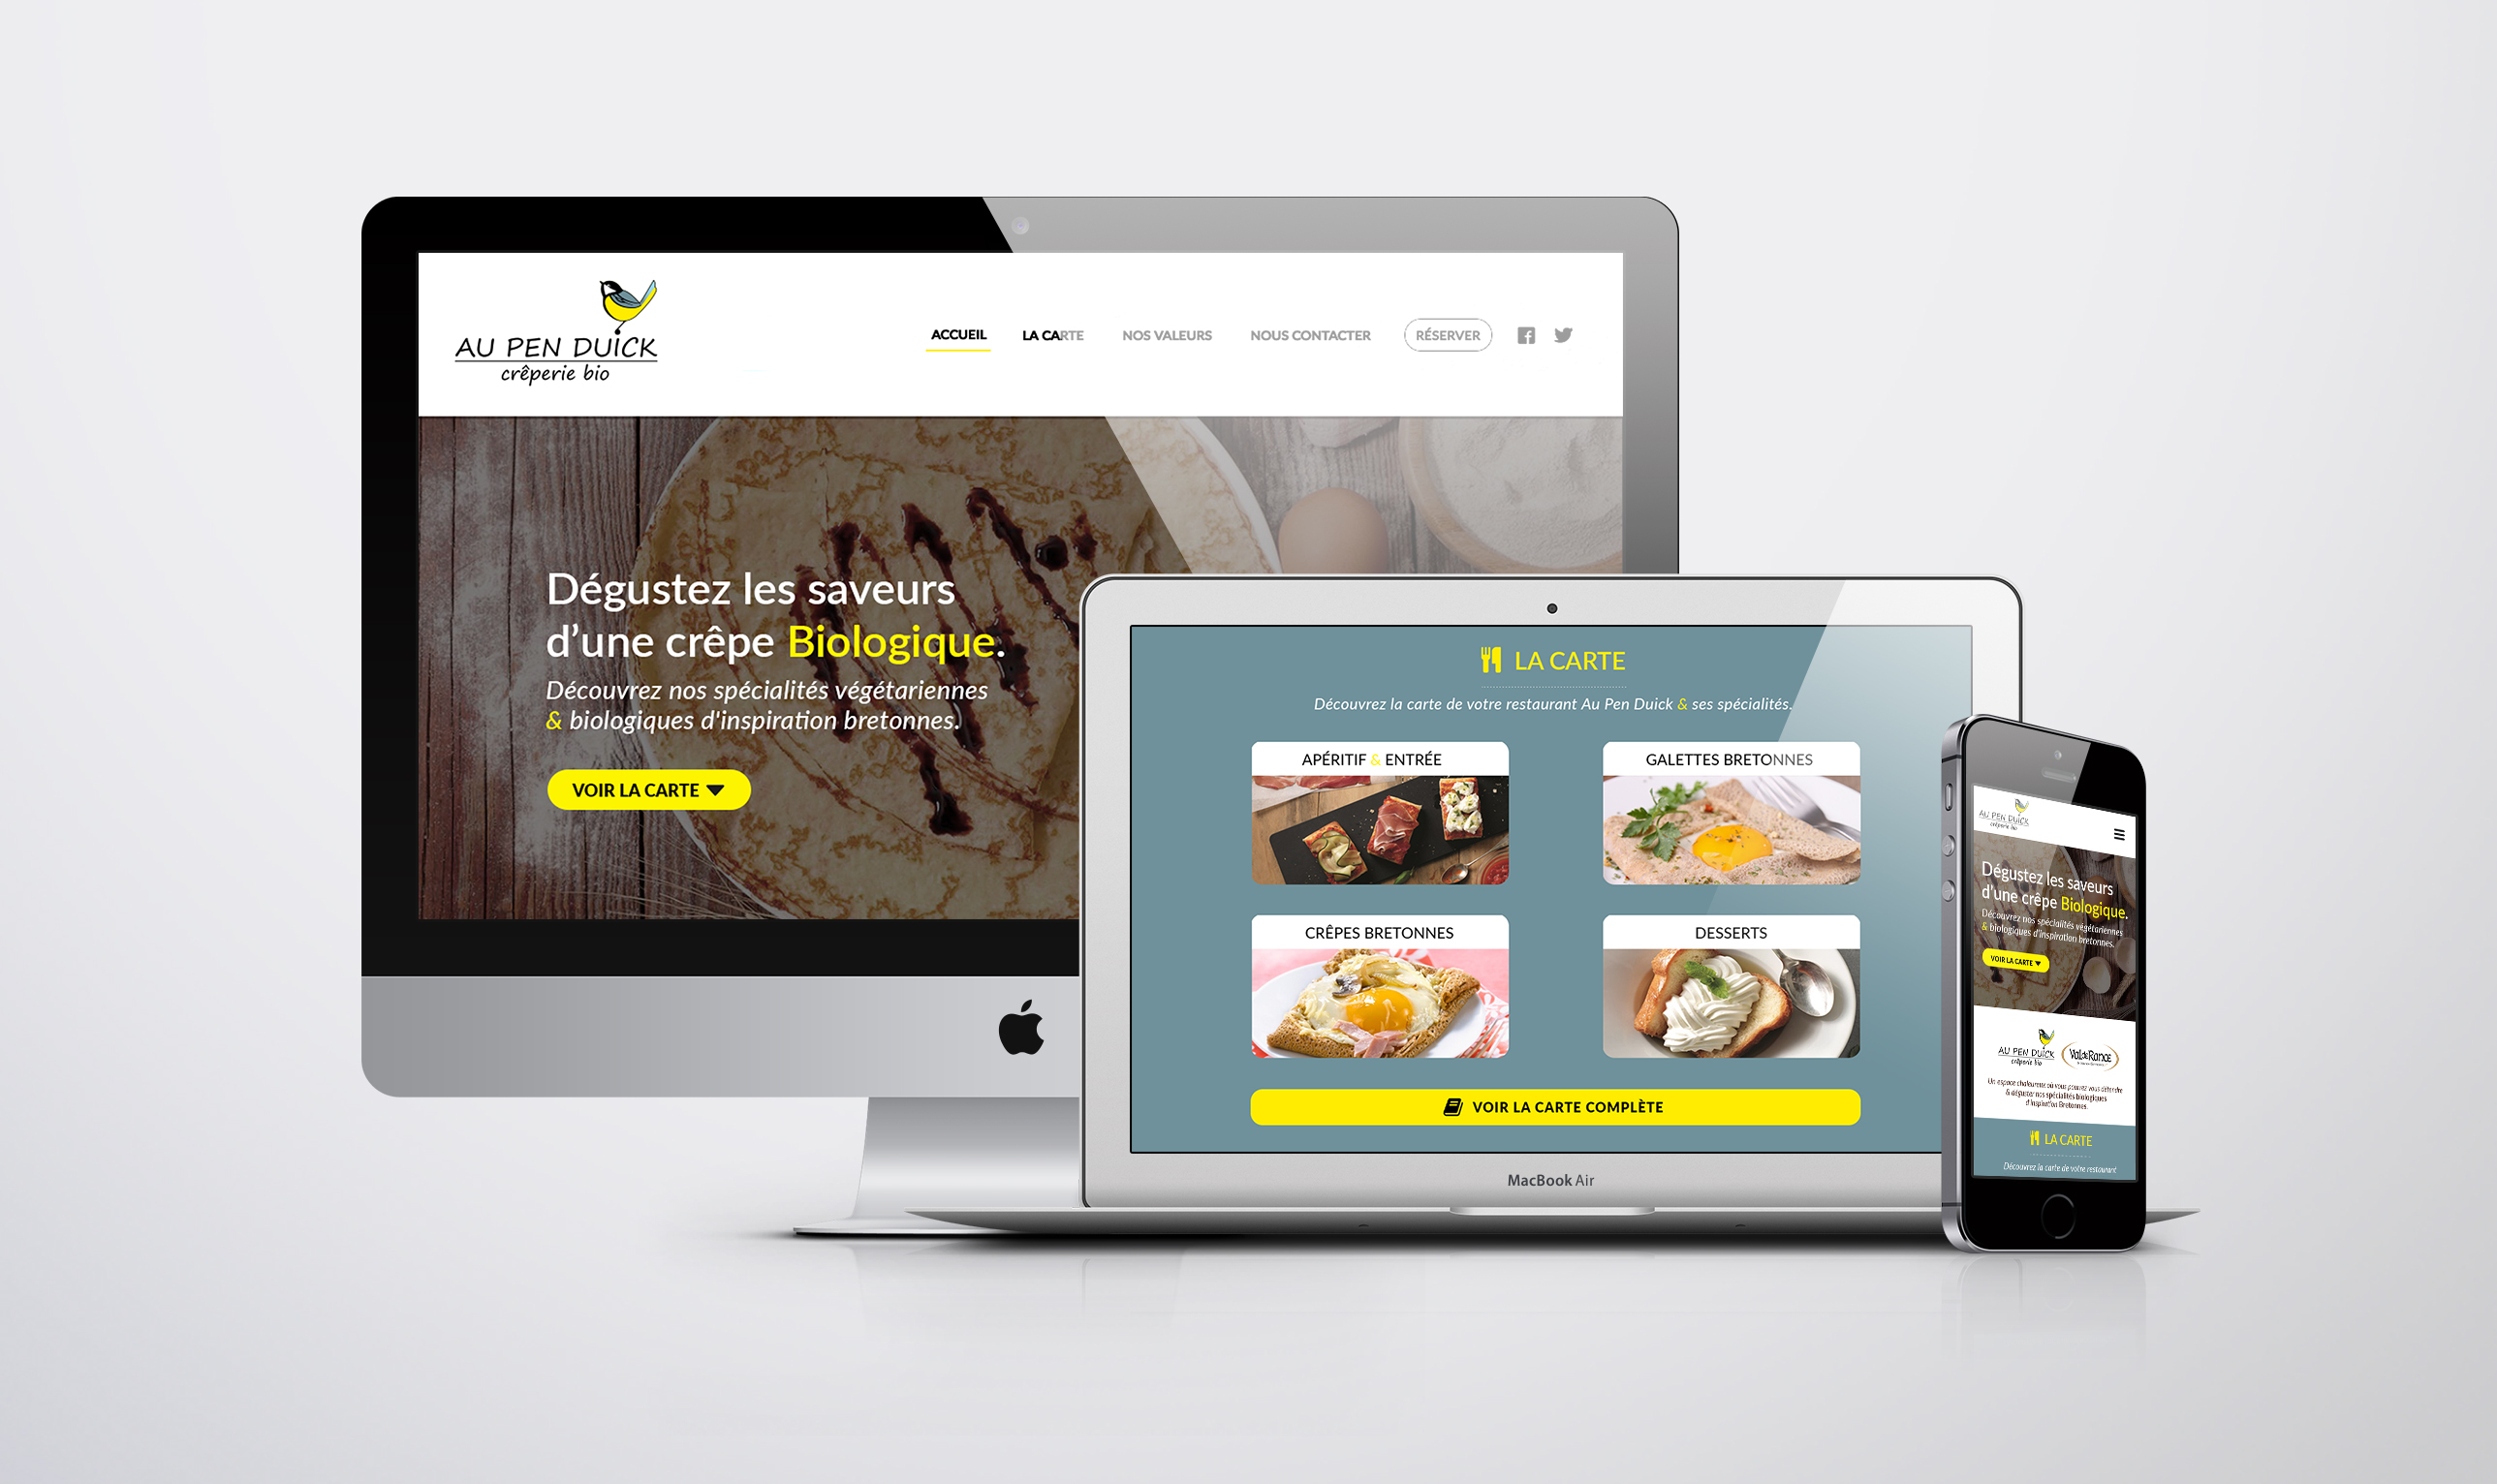 AU PEN DUICK
crêperie bio
ACCUEIL
LA CARTE
NOS VALEURS
NOUS CONTACTER
RÉSERVER
Dégustez les saveurs
d'une crêpe Biologique.
Découvrez nos spécialités végétariennes
& biologiques d'inspiration bretonnes.
VOIR LA CARTE
LA CARTE
Découvrez la carte de votre restaurant Au Pen Duick & ses spécialités.
APÉRITIF & ENTRÉE
GALETTES BRETONNES
CRÊPES BRETONNES
DESSERTS
VOIR LA CARTE COMPLÈTE
MacBook Air
AU PEN DUICK
crêperie bio
Dégustez les saveurs
d'une crêpe Biologique.
Découvrez nos spécialités végétariennes
& biologiques d'inspiration bretonnes.
VOIR LA CARTE
AU PEN DUICK
crêperie bio
Val de Rance
Un espace chaleureux où vous pouvez vous détendre
& déguster nos spécialités biologiques
d'inspiration Bretonnes.
LA CARTE
Découvrez la carte de votre restaurant